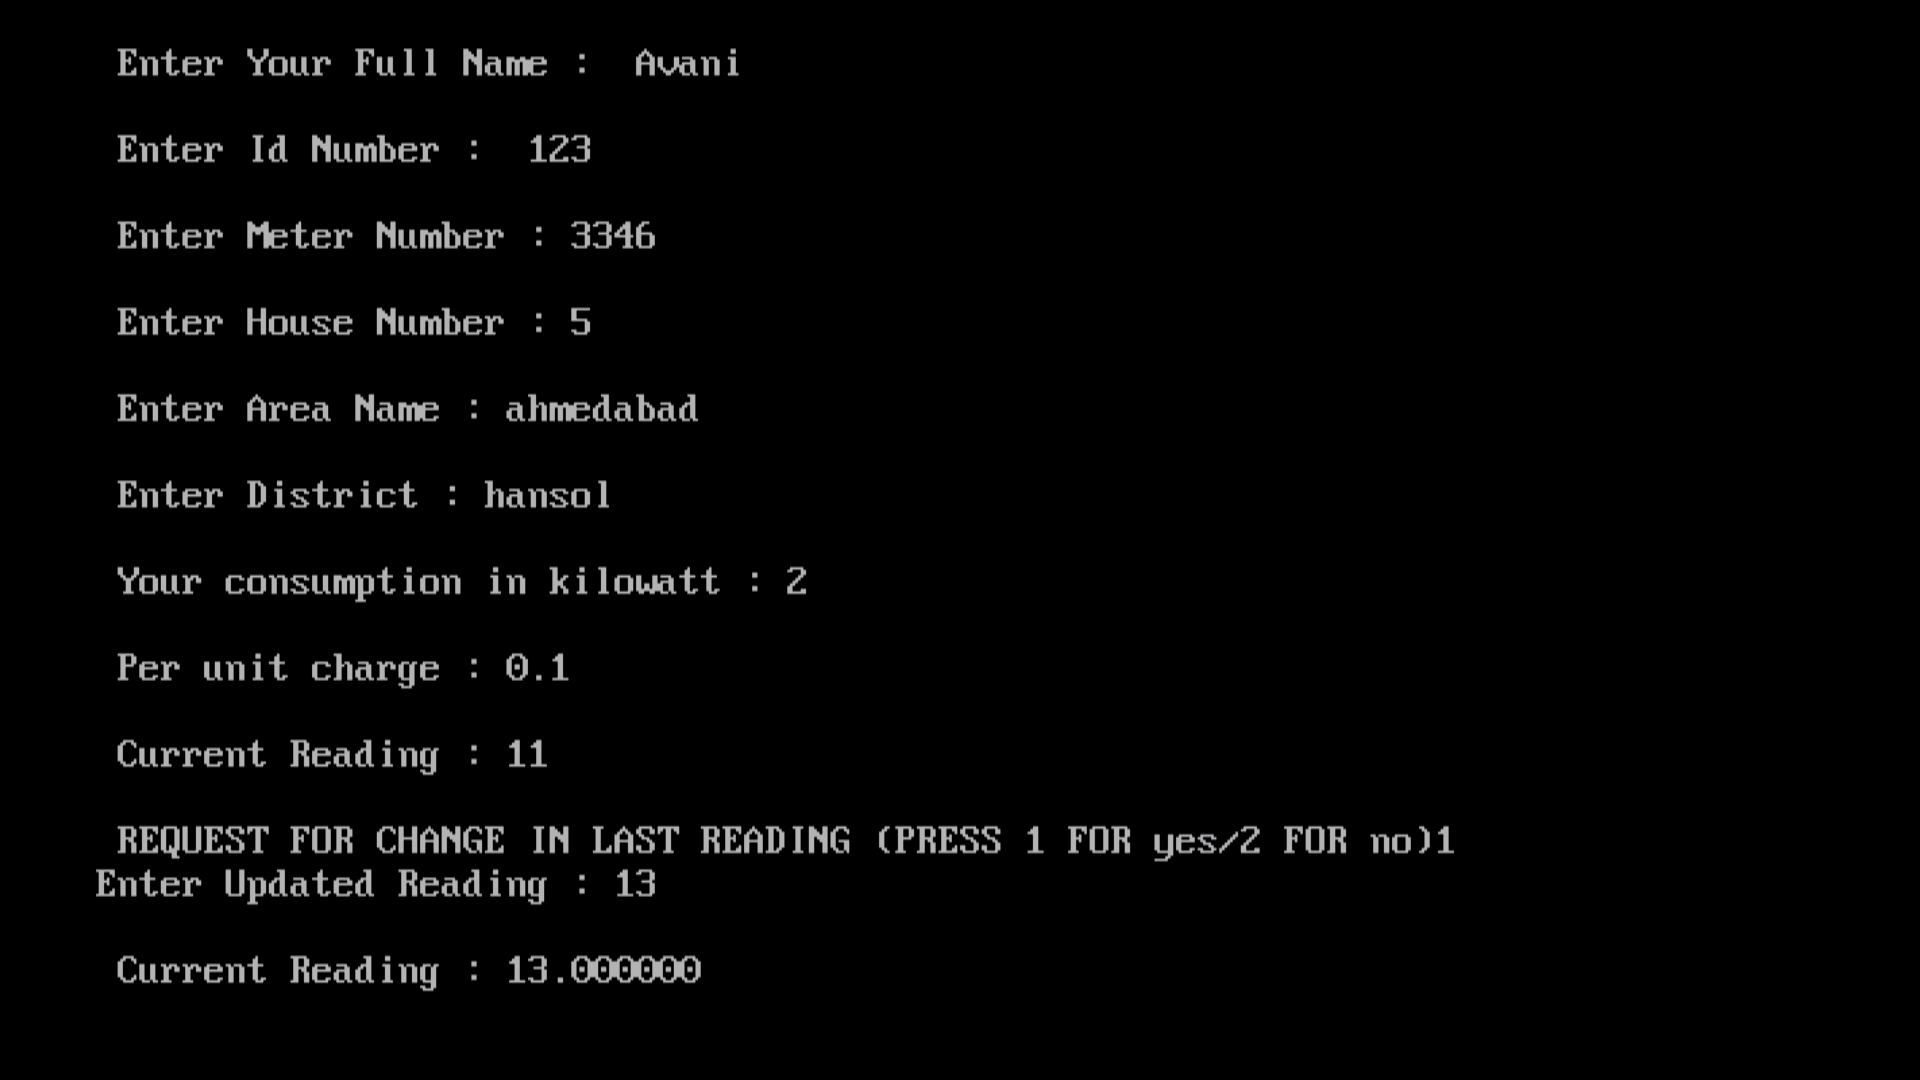 Enter Your Full Name :  Avani
Enter Id Number :  123
Enter Meter Number : 3346
Enter House Number : 5
Enter Area Name : ahmedabad
Enter District : hansol
Your consumption in kilowatt : 2
Per unit charge : 0.1
Current Reading : 11
REQUEST FOR CHANGE IN LAST READING (PRESS 1 FOR yes/2 FOR no)1
Enter Updated Reading : 13
Current Reading : 13.000000